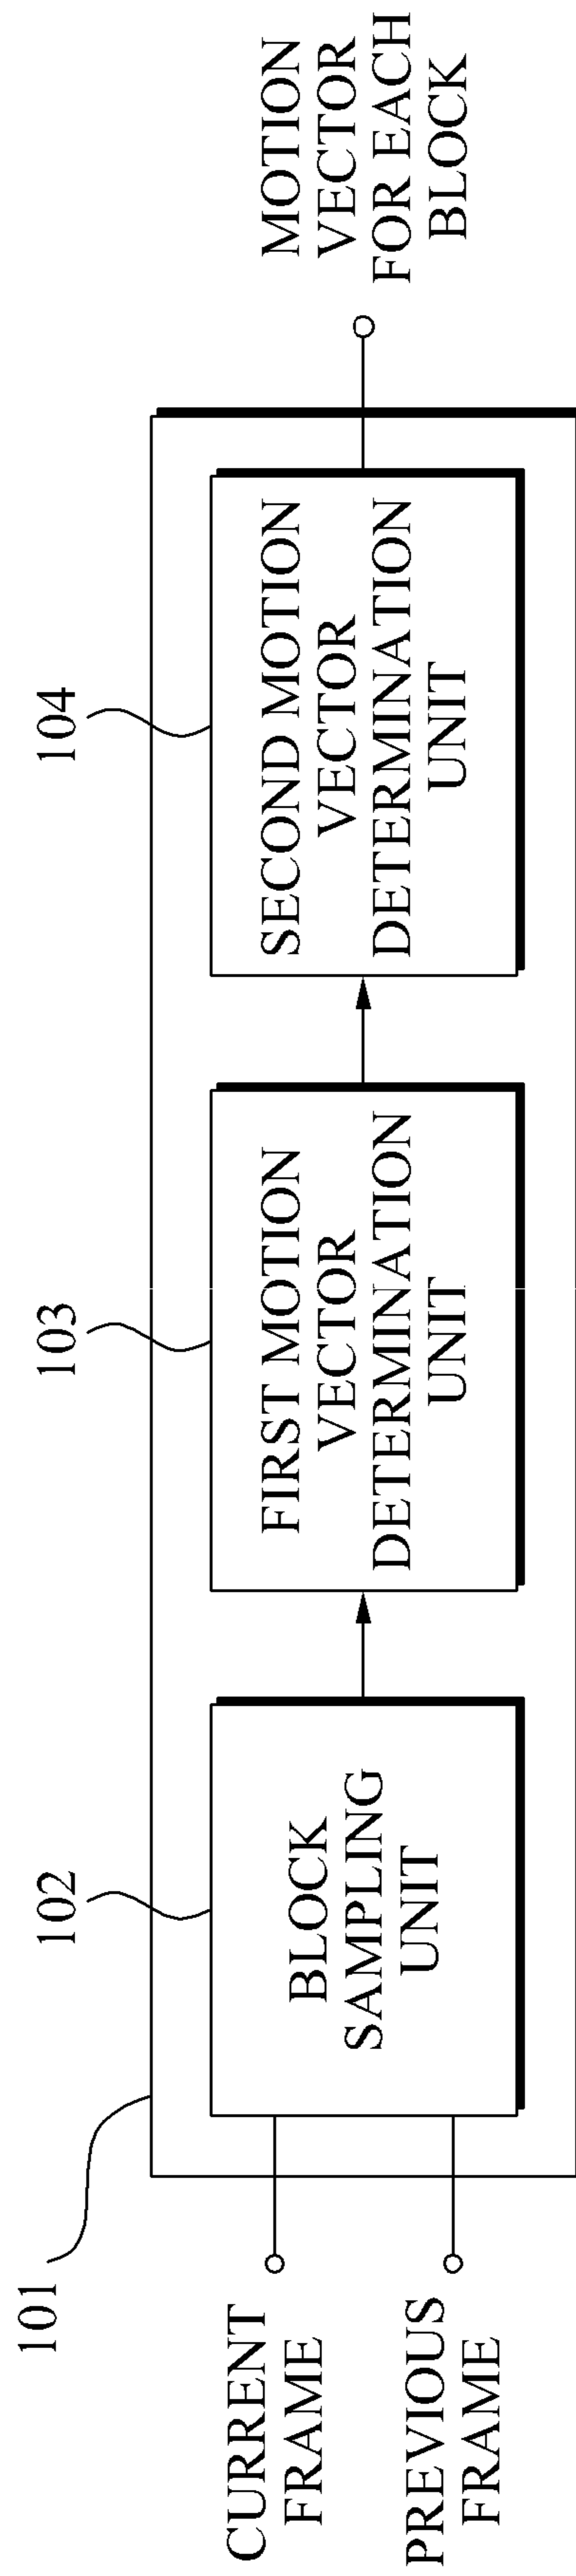 101
CURRENT
FRAME
PREVIOUS
FRAME
102
BLOCK
SAMPLING
UNIT
103
FIRST MOTION
VECTOR
DETERMINATION
UNIT
104
SECOND MOTION
VECTOR
DETERMINATION
UNIT
MOTION
VECTOR
FOR EACH
BLOCK